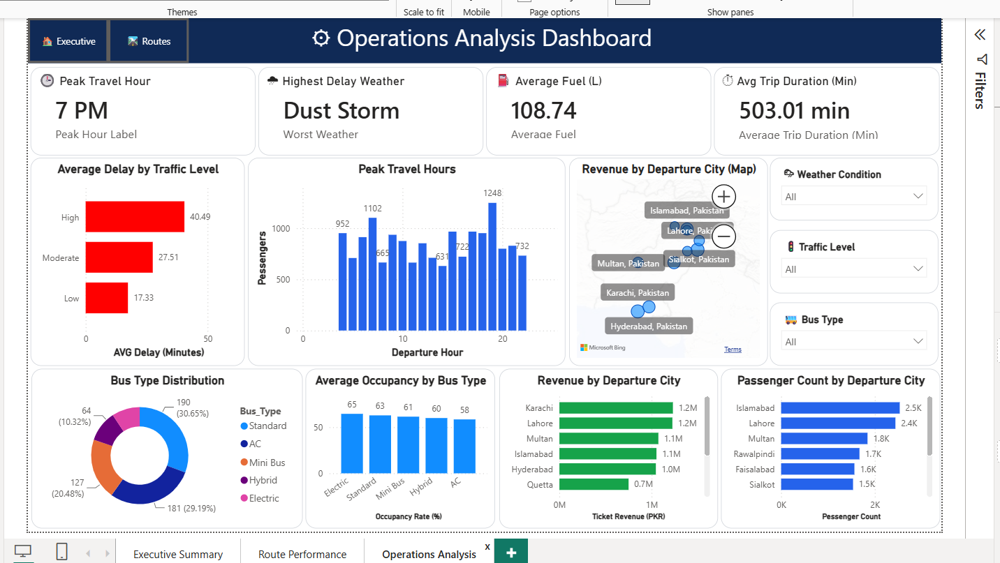 Themes
Scale to fit
Mobile
Page options
Show panes
Executive
Routes
Operations Analysis Dashboard
Filters
Peak Travel Hour
7 PM
Peak Hour Label
Highest Delay Weather
Dust Storm
Worst Weather
Average Fuel (L)
108.74
Average Fuel
Avg Trip Duration (Min)
503.01 min
Average Trip Duration (Min)
Average Delay by Traffic Level
High
40.49
Moderate
27.51
Low
17.33
0
50
AVG Delay (Minutes)
Peak Travel Hours
Pessengers
1000
500
0
952
1102
665
631
722
1248
732
0
10
20
Departure Hour
Revenue by Departure City (Map)
Islamabad, Pakistan
Lahore, Paki
Sialkot, Pakistan
Multan, Pakistan
Karachi, Pakistan
Hyderabad, Pakistan
Microsoft Bing
Terms
Weather Condition
All
Traffic Level
All
Bus Type
All
Bus Type Distribution
190
(30.65%)
64
(10.32%)
127
(20.48%)
181 (29.19%)
Bus_Type
Standard
AC
Mini Bus
Hybrid
Electric
Average Occupancy by Bus Type
50
0
65
63
61
60
58
Electric
Standard
Mini Bus
Hybrid
AC
Occupancy Rate (%)
Revenue by Departure City
Karachi
1.2M
Lahore
1.2M
Multan
1.1M
Islamabad
1.1M
Hyderabad
1.0M
Quetta
0.7M
0M
1M
Ticket Revenue (PKR)
Passenger Count by Departure City
Islamabad
2.5K
Lahore
2.4K
Multan
1.8K
Rawalpindi
1.7K
Faisalabad
1.6K
Sialkot
1.5K
0K
2K
Passenger Count
Executive Summary
Route Performance
Operations Analysis
x
+